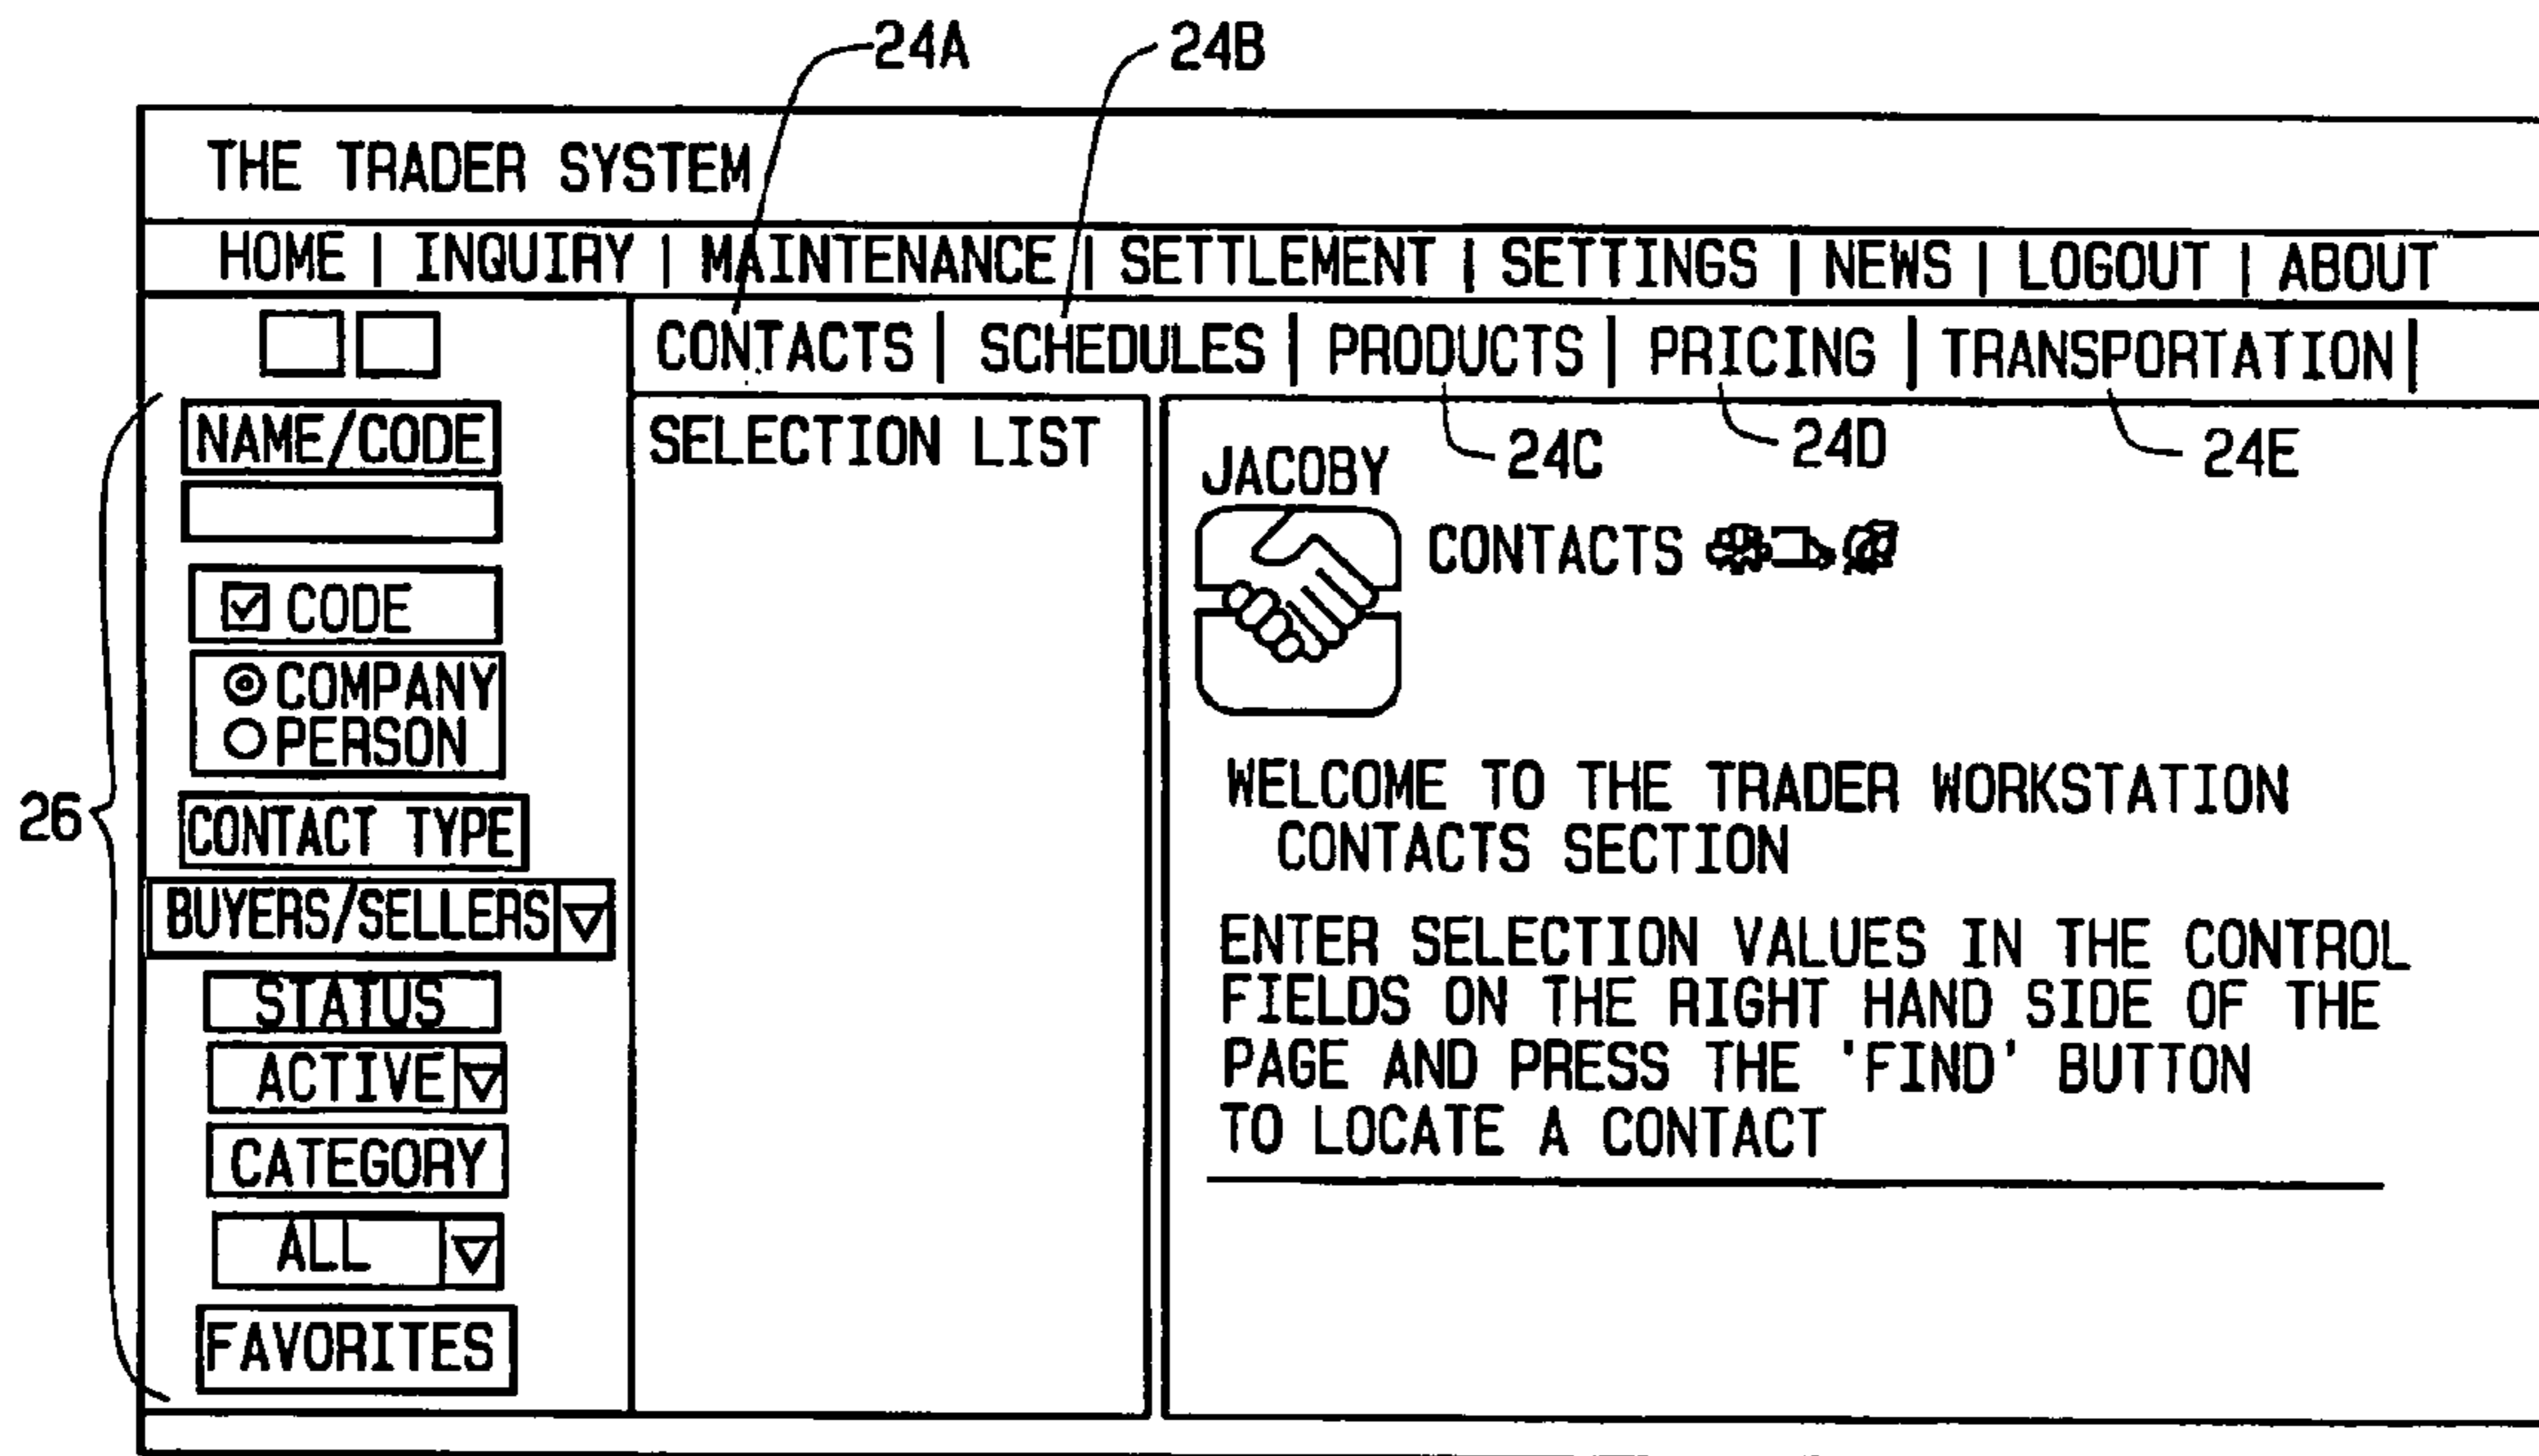 24A 24B
THE TRADER SYSTEM
HOME | INQUIRY | MAINTENANCE | SETTLEMENT | SETTINGS | NEWS | LOGOUT | ABOUT
CONTACTS | SCHEDULES | PRODUCTS | PRICING | TRANSPORTATION|
24C 24D 24E
26
NAME/CODE
CODE
COMPANY
PERSON
CONTACT TYPE
BUYERS/SELLERS
STATUS
ACTIVE
CATEGORY
ALL
FAVORITES
SELECTION LIST
JACOBY
CONTACTS
WELCOME TO THE TRADER WORKSTATION
CONTACTS SECTION
ENTER SELECTION VALUES IN THE CONTROL
FIELDS ON THE RIGHT HAND SIDE OF THE
PAGE AND PRESS THE 'FIND' BUTTON
TO LOCATE A CONTACT